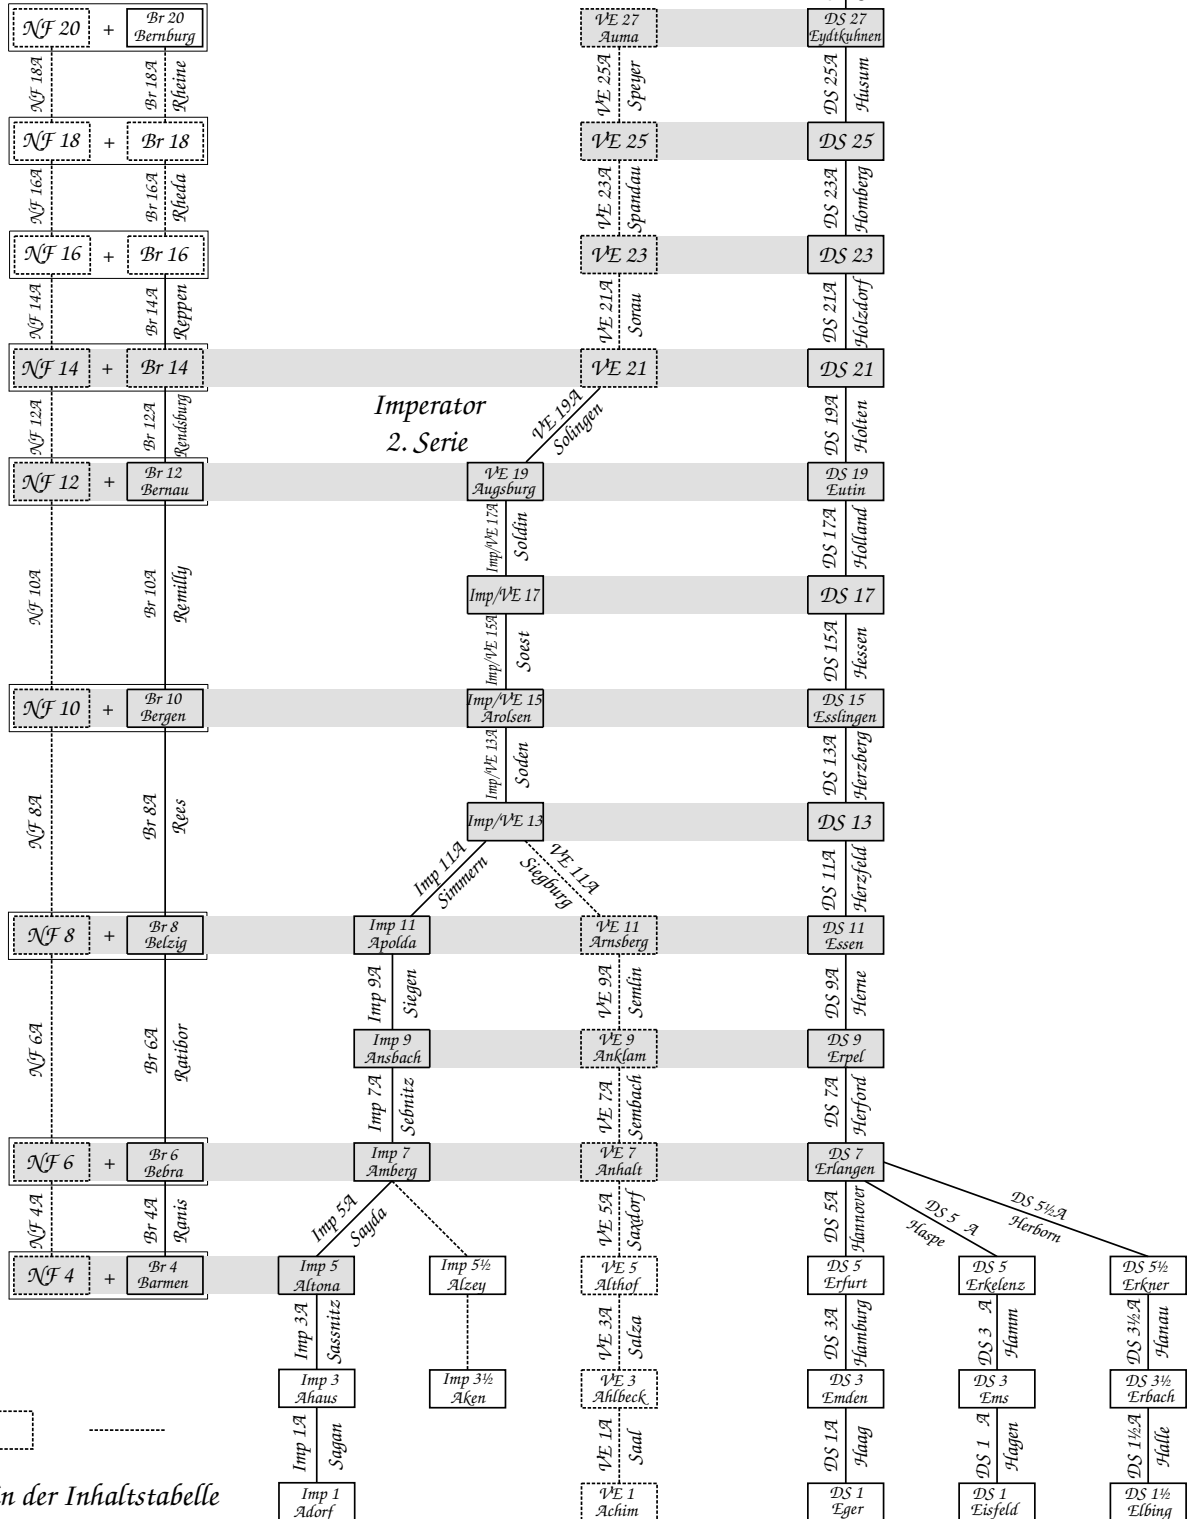 NF 20 + Br 20 Bernburg VE 27 Auma DS 27 Eydtkuhnen
NF 18A Br 18A Rheine VE 25A Speyer DS 25A Husum
NF 18 + Br 18 VE 25 DS 25
NF 16A Br 16A Rheda VE 23A Spandau DS 23A Homberg
NF 16 + Br 16 VE 23 DS 23
NF 14A Br 14A Reppen VE 21A Sorau DS 21A Holzdorf
NF 14 + Br 14 VE 21 DS 21
Imperator
2. Serie
NF 12A Br 12A Rendsburg VE 19A Solingen DS 19A Holten
NF 12 + Br 12 Bernau VE 19 Augsburg DS 19 Eutin
Imp/VE 17A Soldin DS 17A Holland
NF 10A Br 10A Remilly Imp/VE 17 DS 17
Imp/VE 15A Soest DS 15A Hessen
NF 10 + Br 10 Bergen Imp/VE 15 Arolsen DS 15 Esslingen
Imp/VE 13A Soden DS 13A Herzberg
NF 8A Br 8A Rees Imp/VE 13 DS 13
Imp 11A Simmern VE 11A Siegburg DS 11A Herzfeld
NF 8 + Br 8 Belzig Imp 11 Apolda VE 11 Arnsberg DS 11 Essen
Imp 9A Siegen VE 9A Semlin DS 9A Herne
NF 6A Br 6A Ratibor Imp 9 Ansbach VE 9 Anklam DS 9 Erpel
Imp 7A Sebnitz VE 7A Sembach DS 7A Herford
NF 6 + Br 6 Bebra Imp 7 Amberg VE 7 Anhalt DS 7 Erlangen
NF 4A Br 4A Ranis Imp 5A Sayda VE 5A Saxdorf DS 5A Hannover DS 5 A Haspe DS 5½A Herborn
NF 4 + Br 4 Barmen Imp 5 Altona Imp 5½ Alzey VE 5 Althof DS 5 Erfurt DS 5 Erkelenz DS 5½ Erkner
Imp 3A Sassnitz VE 3A Salza DS 3A Hamburg DS 3 A Hamm DS 3½A Hanau
Imp 3 Ahaus Imp 3½ Aken VE 3 Ahlbeck DS 3 Emden DS 3 Ems DS 3½ Erbach
Imp 1A Sagan VE 1A Saal DS 1A Haag DS 1 A Hagen DS 1½A Halle
in der Inhaltstabelle
Imp 1 Adorf VE 1 Achim DS 1 Eger DS 1 Eisfeld DS 1½ Elbing